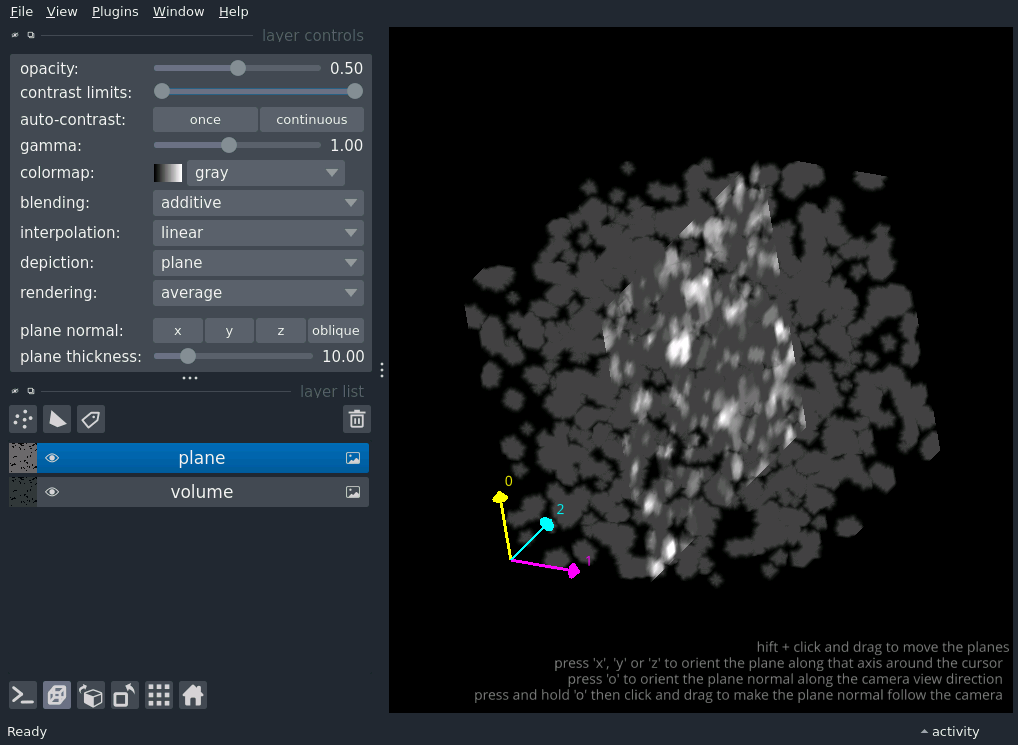 File View Plugins Window Help
layer controls
opacity: 0.50
contrast limits:
auto-contrast: once continuous
gamma: 1.00
colormap: gray
blending: additive
interpolation: linear
depiction: plane
rendering: average
plane normal: x y z oblique
plane thickness: 10.00
layer list
plane
volume
0
2
1
hift + click and drag to move the planes
press 'x', 'y' or 'z' to orient the plane along that axis around the cursor
press 'o' to orient the plane normal along the camera view direction
press and hold 'o' then click and drag to make the plane normal follow the camera
Ready activity